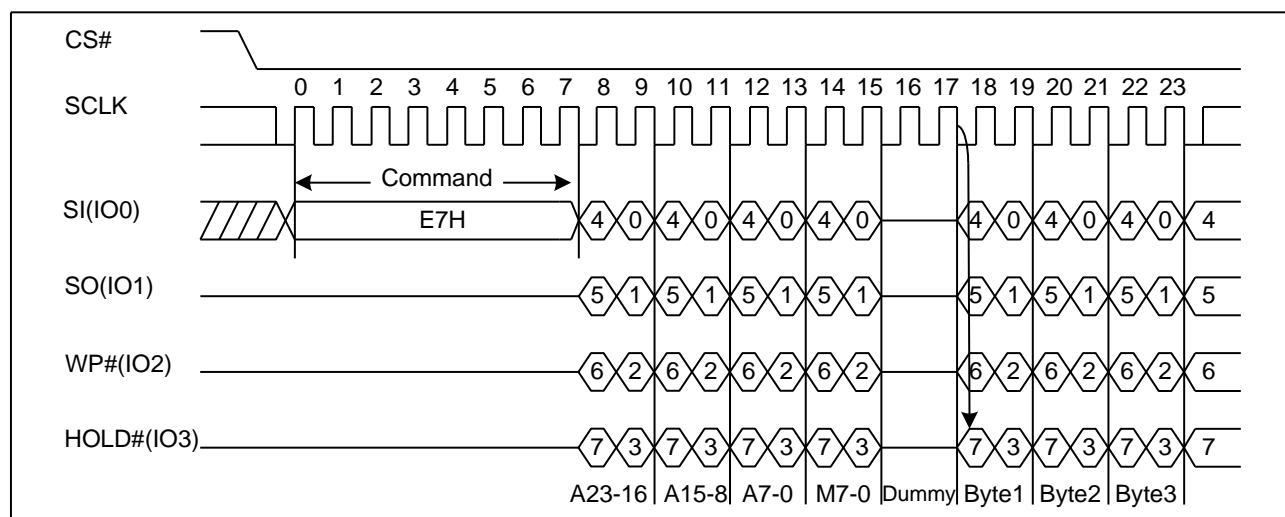 CS#
0 1 2 3 4 5 6 7 8 9 10 11 12 13 14 15 16 17 18 19 20 21 22 23
SCLK
Command
SI(IO0)
E7H
4 0 4 0 4 0 4 0 4 0 4 0 4 0 4
SO(IO1)
5 1 5 1 5 1 5 1 5 1 5 1 5 1 5
WP#(IO2)
6 2 6 2 6 2 6 2 6 2 6 2 6 2 6
HOLD#(IO3)
7 3 7 3 7 3 7 3 7 3 7 3 7 3 7
A23-16 A15-8 A7-0 M7-0 Dummy Byte1 Byte2 Byte3